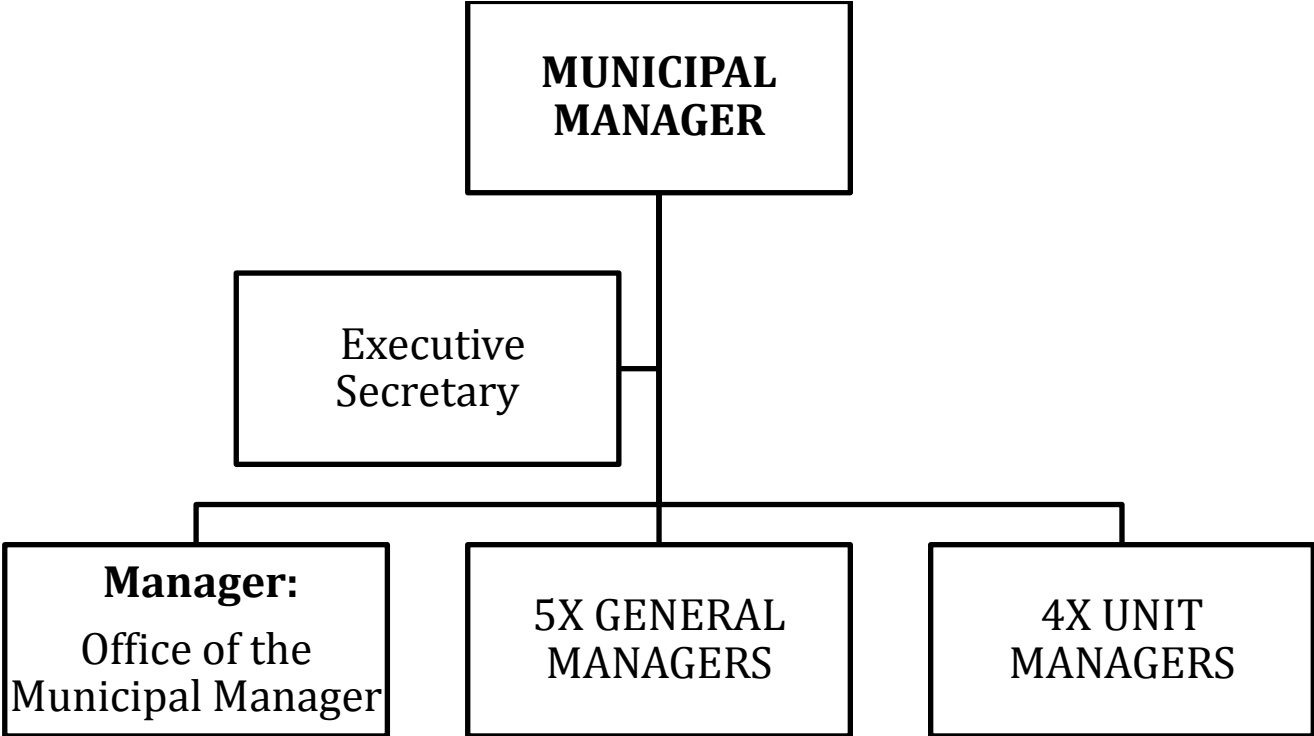 MUNICIPAL
MANAGER
Executive
Secretary
Manager:
Office of the
Municipal Manager
5X GENERAL
MANAGERS
4X UNIT
MANAGERS